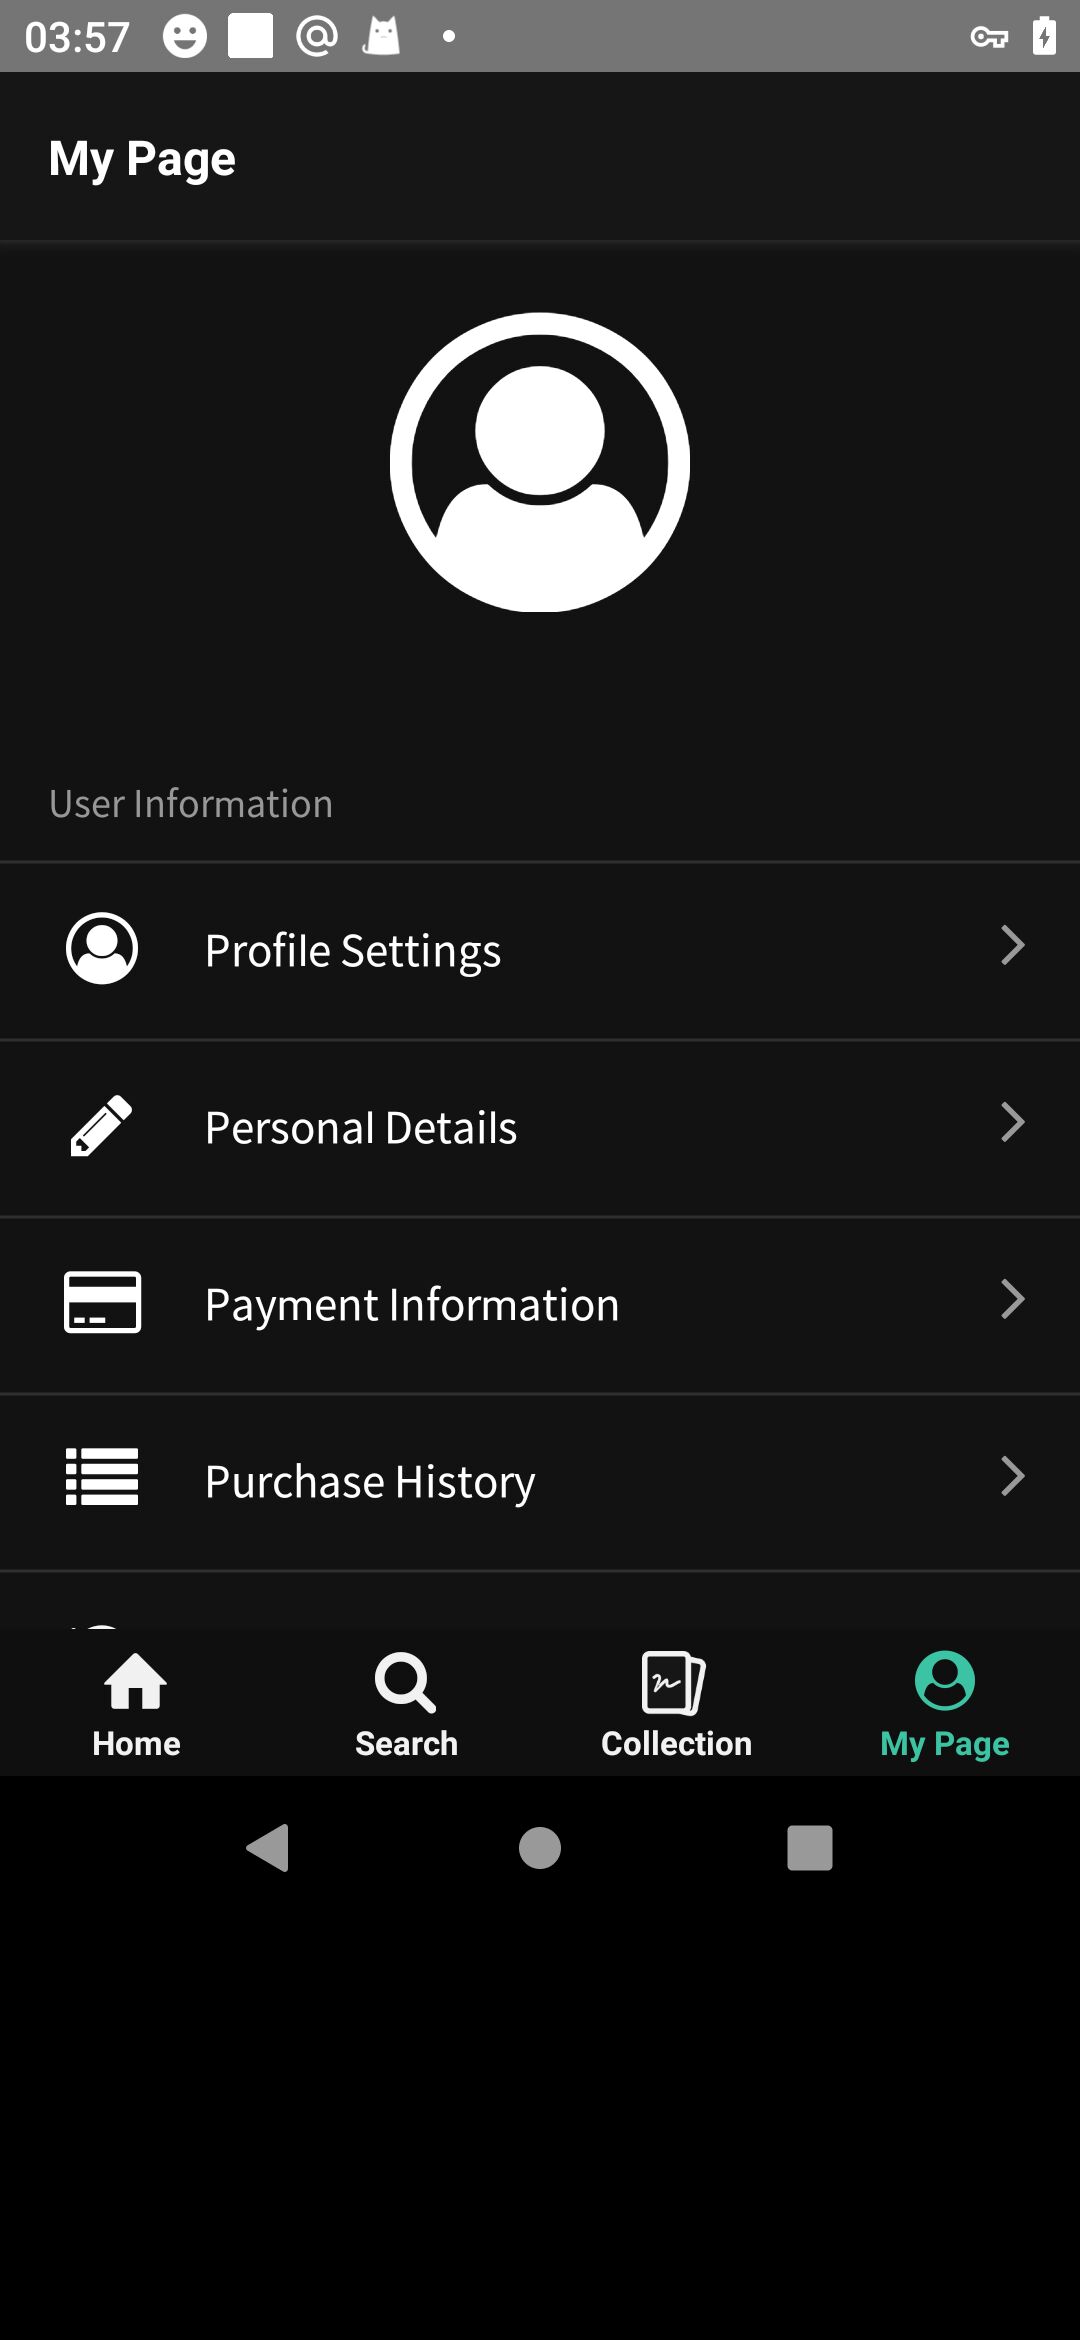 03:57
My Page
User Information
Profile Settings
Personal Details
Payment Information
Purchase History
Home
Search
Collection
My Page